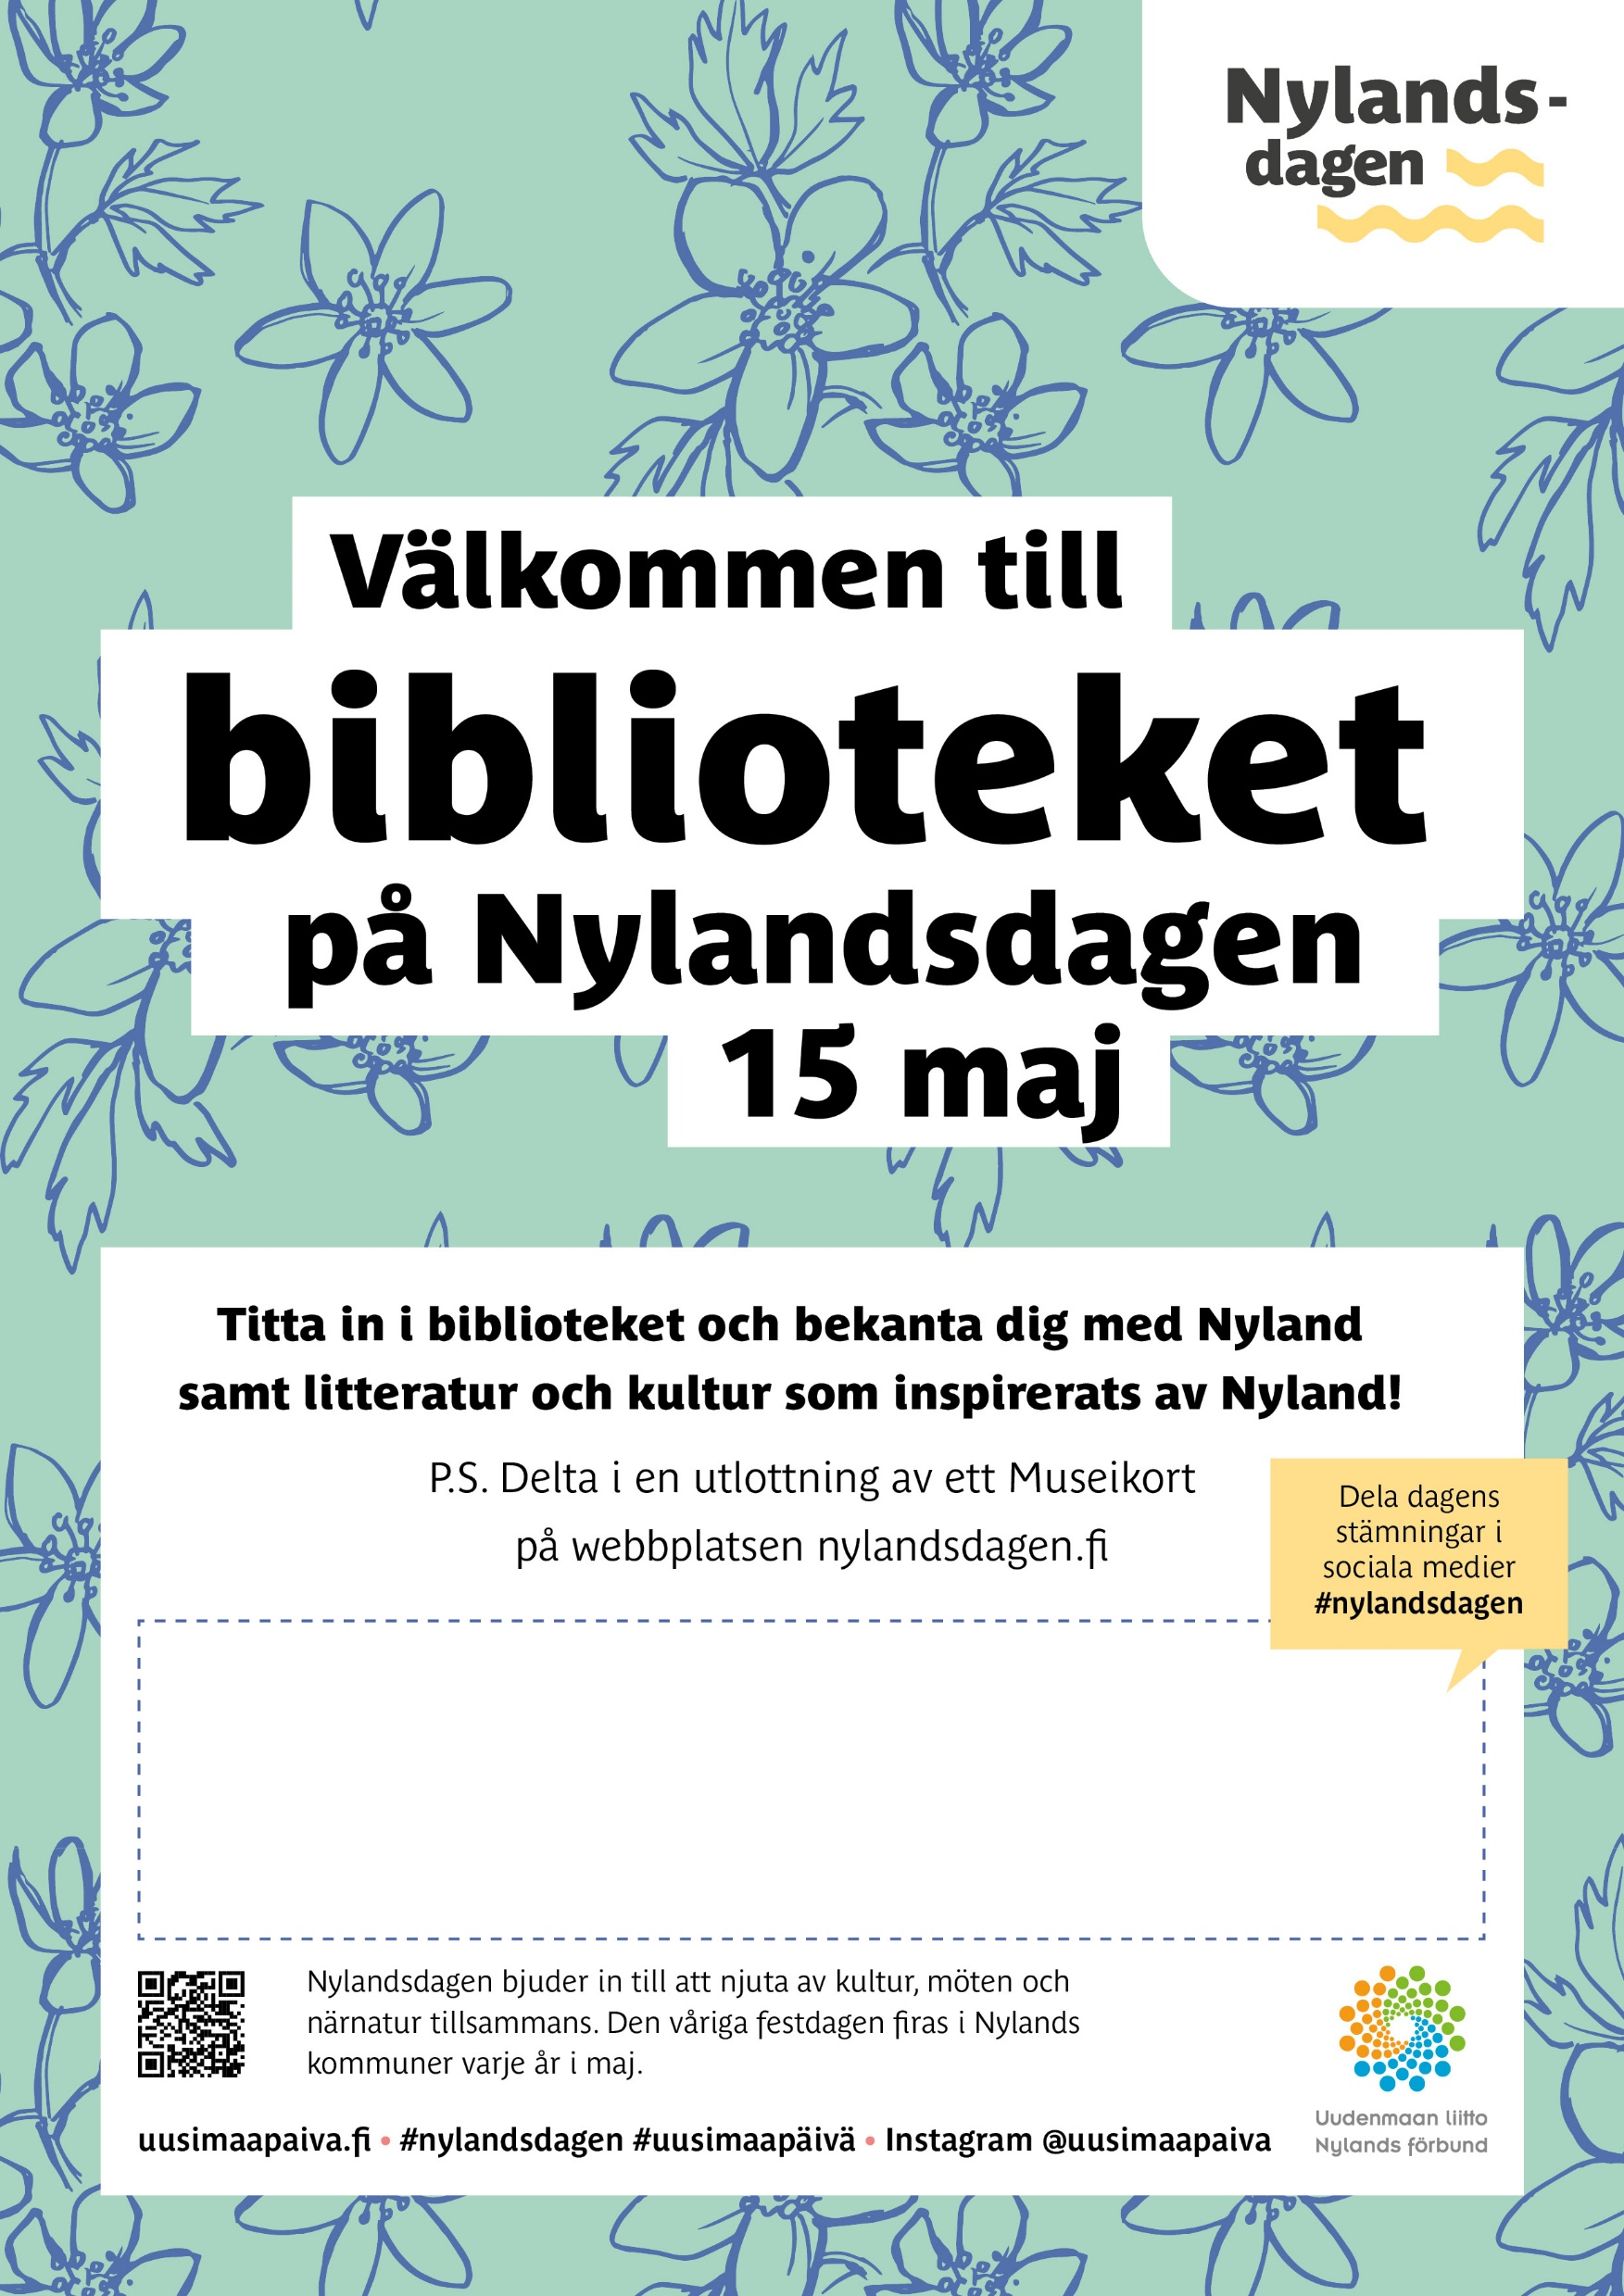 Nylands-
dagen
Välkommen till
biblioteket
på Nylandsdagen
15 maj
Titta in i biblioteket och bekanta dig med Nyland
samt litteratur och kultur som inspirerats av Nyland!
P.S. Delta i en utlottning av ett Museikort
på webbplatsen nylandsdagen.fi
Dela dagens
stämningar i
sociala medier
#nylandsdagen
Nylandsdagen bjuder in till att njuta av kultur, möten och
närnatur tillsammans. Den våriga festdagen firas i Nylands
kommuner varje år i maj.
uusimaapaiva.fi • #nylandsdagen #uusimaapäivä • Instagram @uusimaapaiva
Uudenmaan liitto
Nylands förbund